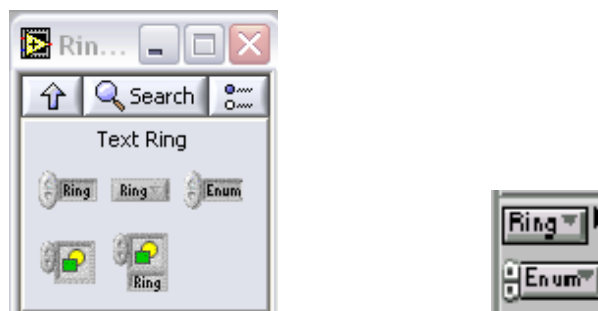 Rin...
Search
Text Ring
Ring Ring Enum
Ring
Ring
Enum